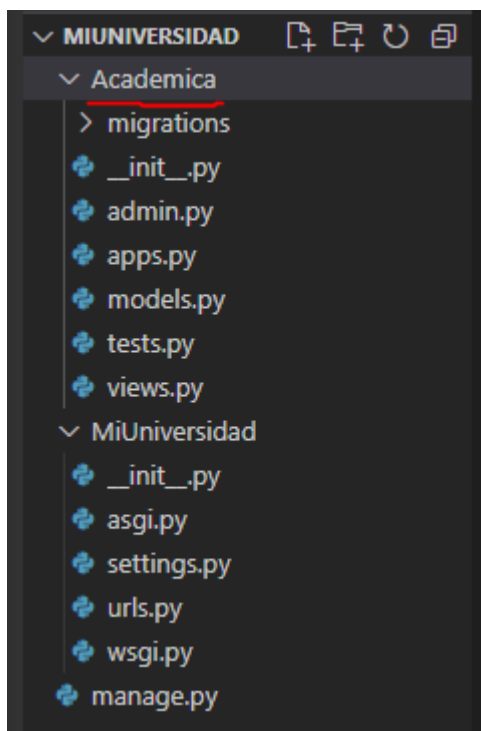 MIUNIVERSIDAD
Academica
migrations
__init__.py
admin.py
apps.py
models.py
tests.py
views.py
MiUniversidad
__init__.py
asgi.py
settings.py
urls.py
wsgi.py
manage.py